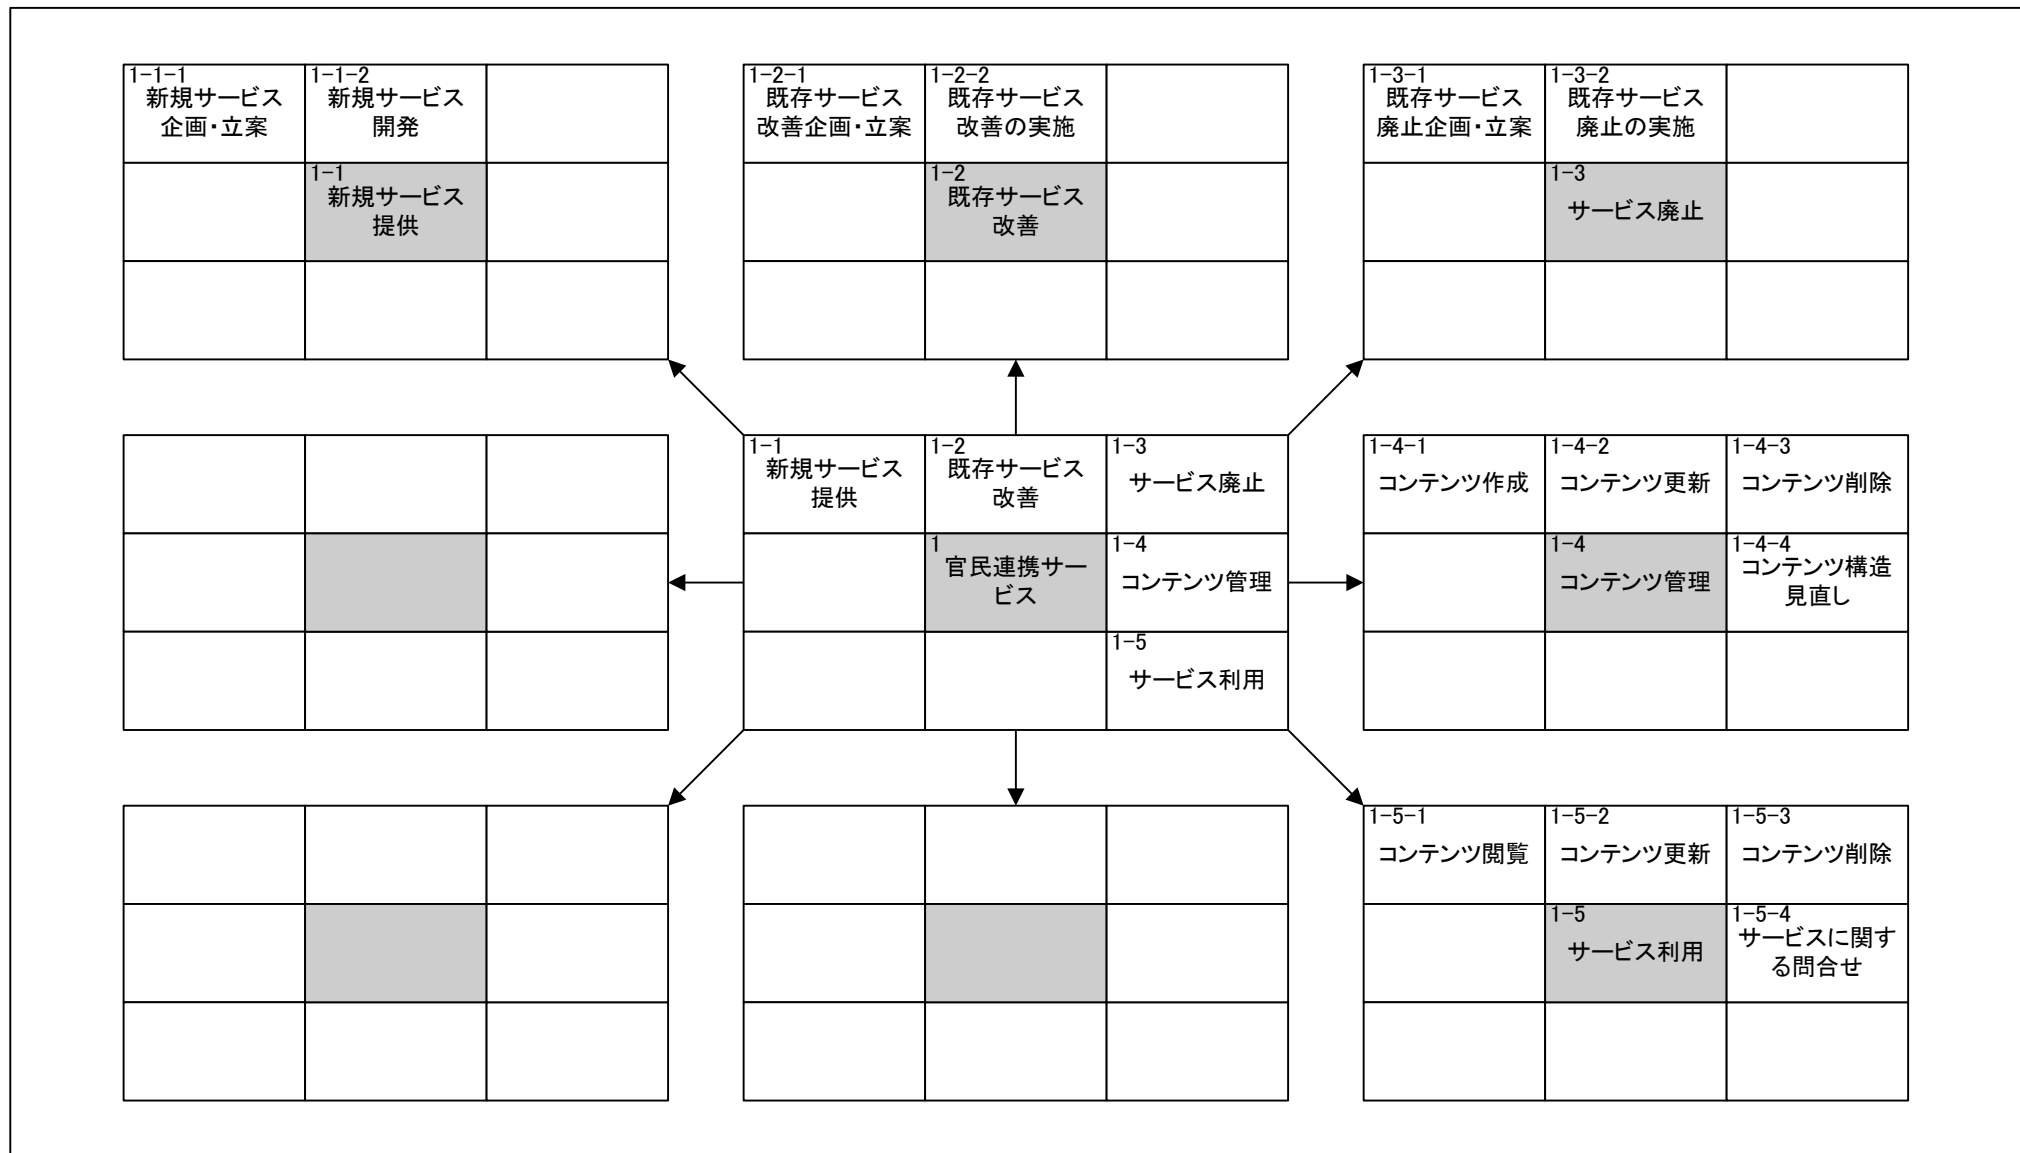 1-1-1
新規サービス
企画・立案
1-1-2
新規サービス
開発
1-1
新規サービス
提供
1-2-1
既存サービス
改善企画・立案
1-2-2
既存サービス
改善の実施
1-2
既存サービス
改善
1-3-1
既存サービス
廃止企画・立案
1-3-2
既存サービス
廃止の実施
1-3
サービス廃止
1-1
新規サービス
提供
1-2
既存サービス
改善
1-3
サービス廃止
1
官民連携サー
ビス
1-4
コンテンツ管理
1-5
サービス利用
1-4-1
コンテンツ作成
1-4-2
コンテンツ更新
1-4-3
コンテンツ削除
1-4
コンテンツ管理
1-4-4
コンテンツ構造
見直し
1-5-1
コンテンツ閲覧
1-5-2
コンテンツ更新
1-5-3
コンテンツ削除
1-5
サービス利用
1-5-4
サービスに関す
る問合せ